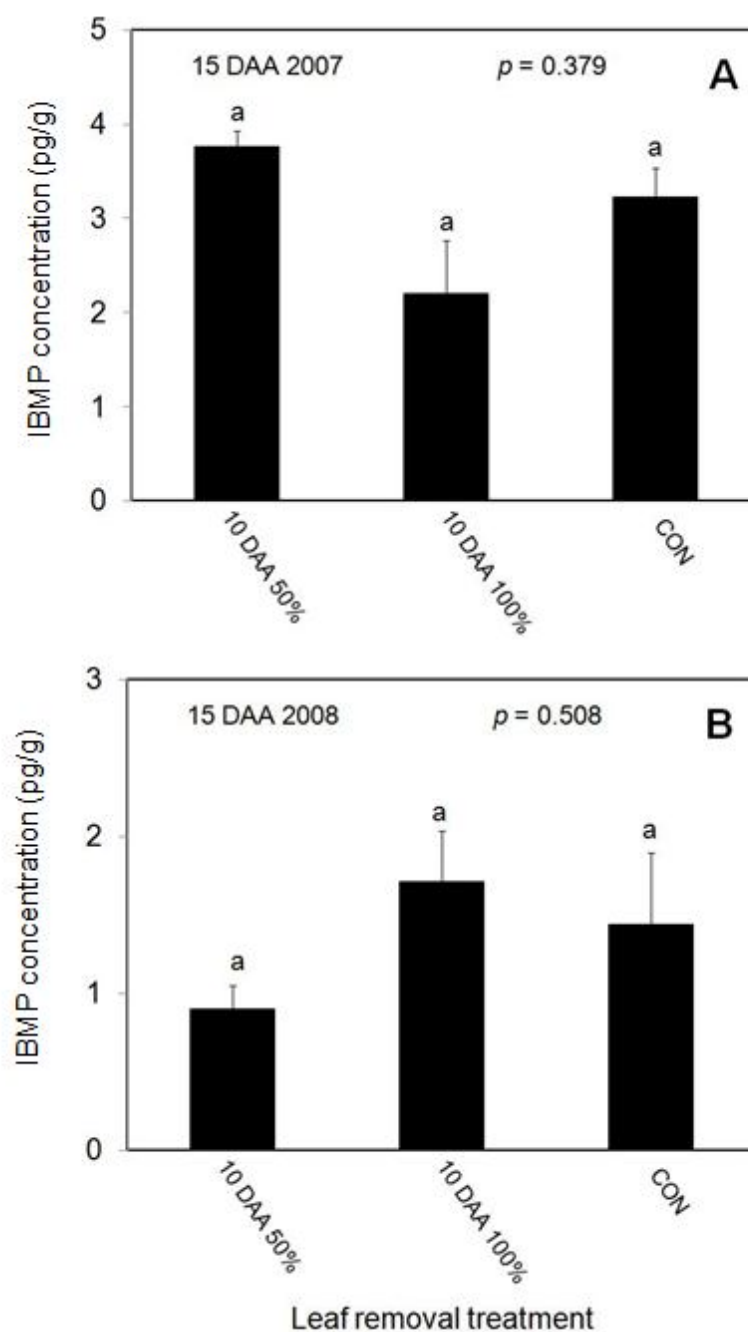 5
15 DAA 2007 p = 0.379 A
a
4
a
3
a
2
1
0
IBMP concentration (pg/g)
10 DAA 50%
10 DAA 100%
CON
3
15 DAA 2008 p = 0.508 B
2
a
a
a
1
0
IBMP concentration (pg/g)
10 DAA 50%
10 DAA 100%
CON
Leaf removal treatment